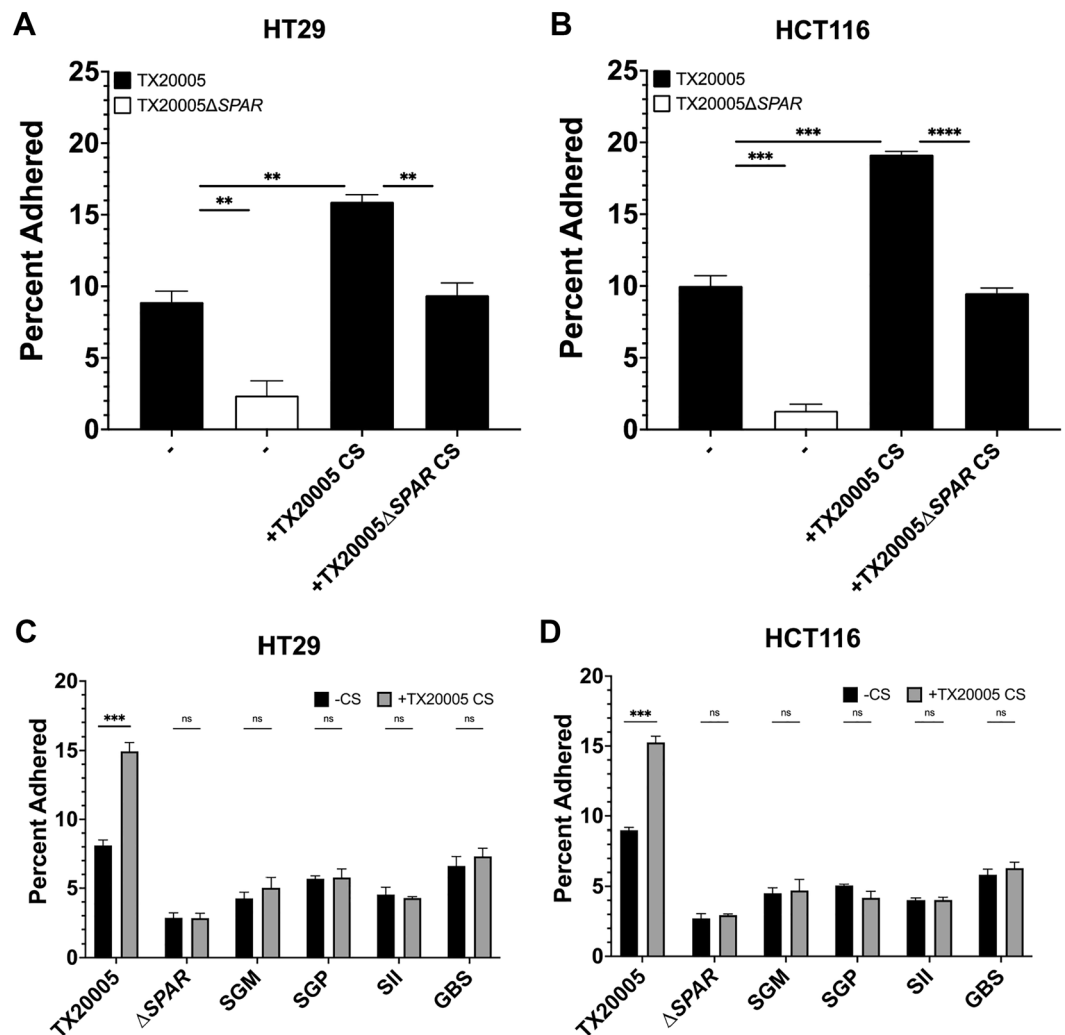 A
HT29
Percent Adhered
25
20
15
10
5
0
TX20005
TX20005ΔSPAR
**
**
**
-
-
+TX20005 CS
+TX20005ΔSPAR CS
B
HCT116
Percent Adhered
25
20
15
10
5
0
TX20005
TX20005ΔSPAR
***
***
****
-
-
+TX20005 CS
+TX20005ΔSPAR CS
C
HT29
Percent Adhered
20
15
10
5
0
-CS
+TX20005 CS
***
ns
ns
ns
ns
ns
TX20005
ΔSPAR
SGM
SGP
SII
GBS
D
HCT116
Percent Adhered
20
15
10
5
0
-CS
+TX20005 CS
***
ns
ns
ns
ns
ns
TX20005
ΔSPAR
SGM
SGP
SII
GBS